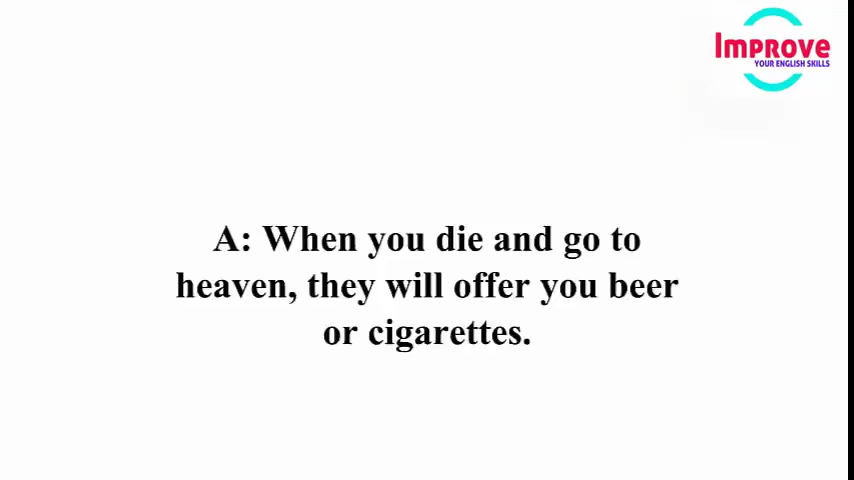 Improve
YOUR ENGLISH SKILLS
A: When you die and go to
heaven, they will offer you beer
or cigarettes.